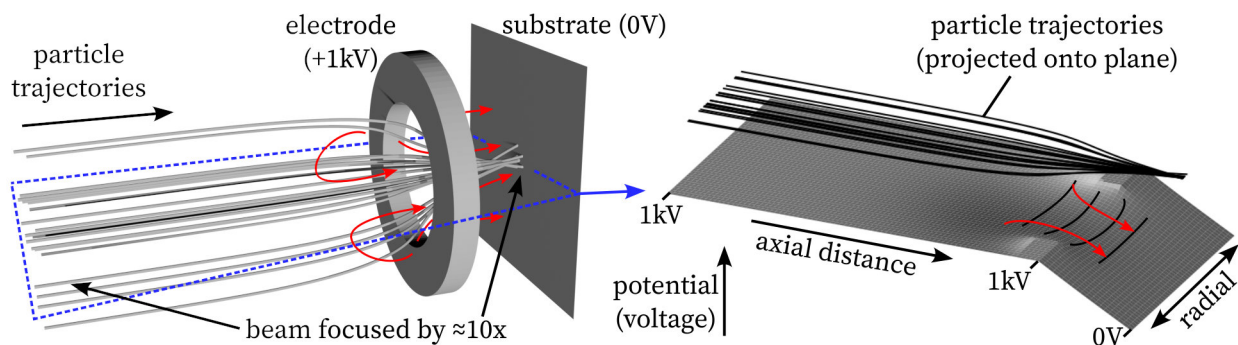 particle
trajectories
electrode
(+1kV)
substrate (0V)
beam focused by ≈10x
particle trajectories
(projected onto plane)
1kV
axial distance
potential
(voltage)
1kV
0V
radial